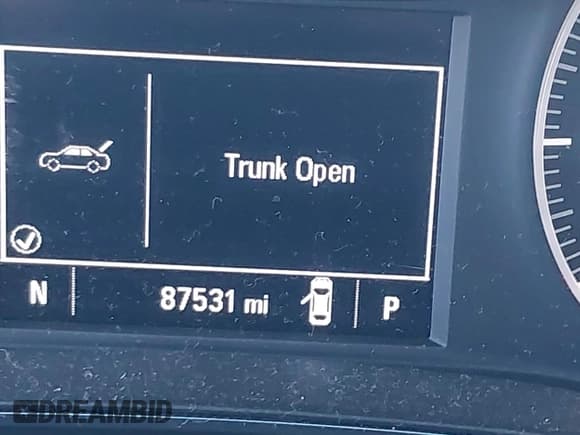 Trunk Open
N 87531 mi P
DREAMBID